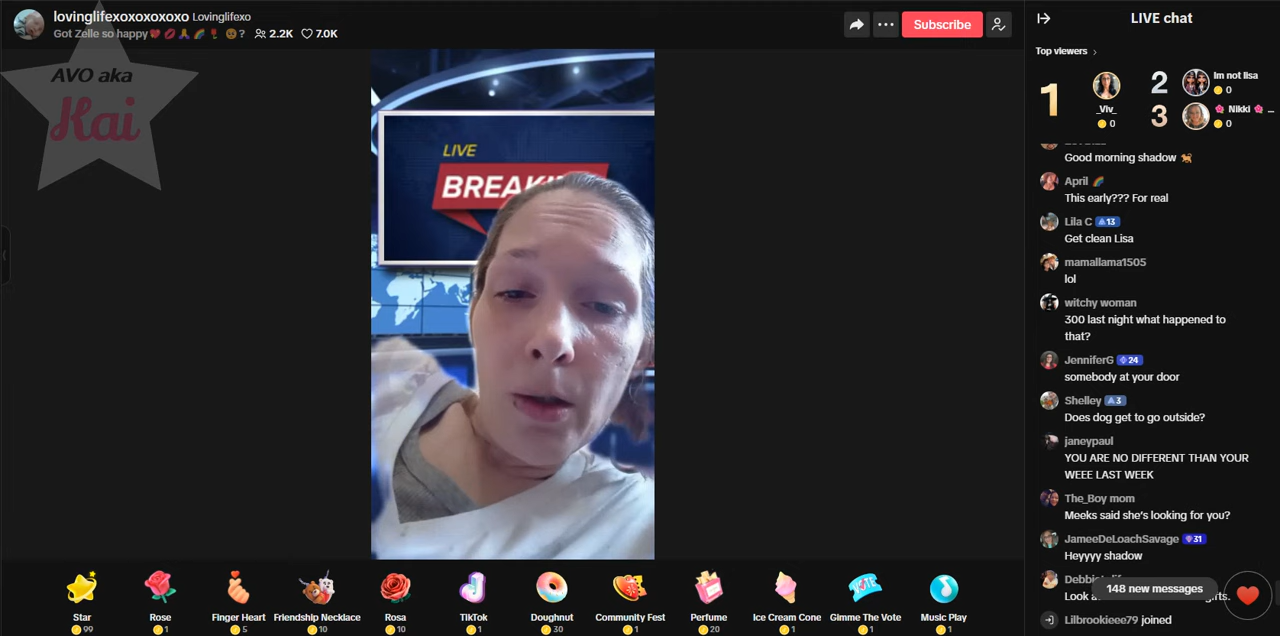 lovinglifexoxoxoxoxo Lovinglifexo
Got Zelle so happy 2.2K 7.0K
Subscribe
LIVE chat
AVO aka
Kai
LIVE
Top viewers
1
_Viv_
0
2
Im not lisa
0
3
Nikki
0
Good morning shadow
April
This early??? For real
Lila C 13
Get clean Lisa
mamallama1505
lol
witchy woman
300 last night what happened to
that?
JenniferG 24
somebody at your door
Shelley 3
Does dog get to go outside?
janeypaul
YOU ARE NO DIFFERENT THAN YOUR
WEEE LAST WEEK
The_Boy mom
Meeks said she's looking for you?
JameeDeLoachSavage 31
Heyyyy shadow
148 new messages
Lilbrookieee79 joined
Star
99
Rose
1
Finger Heart
5
Friendship Necklace
10
Rosa
10
TikTok
1
Doughnut
30
Community Fest
1
Perfume
20
Ice Cream Cone
1
Gimme The Vote
1
Music Play
1